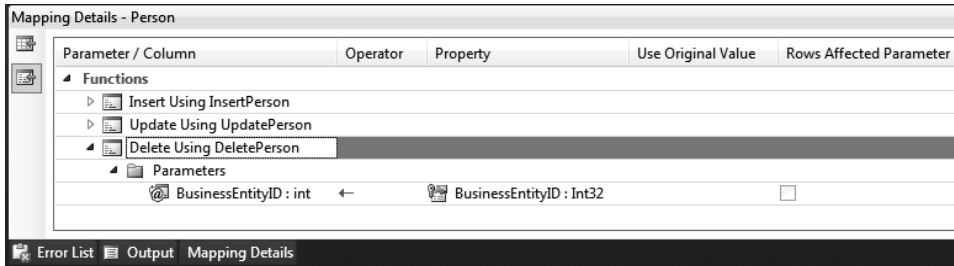 Mapping Details - Person
Parameter / Column Operator Property Use Original Value Rows Affected Parameter
Functions
Insert Using InsertPerson
Update Using UpdatePerson
Delete Using DeletePerson
Parameters
@ BusinessEntityID : int ← BusinessEntityID : Int32
Error List Output Mapping Details